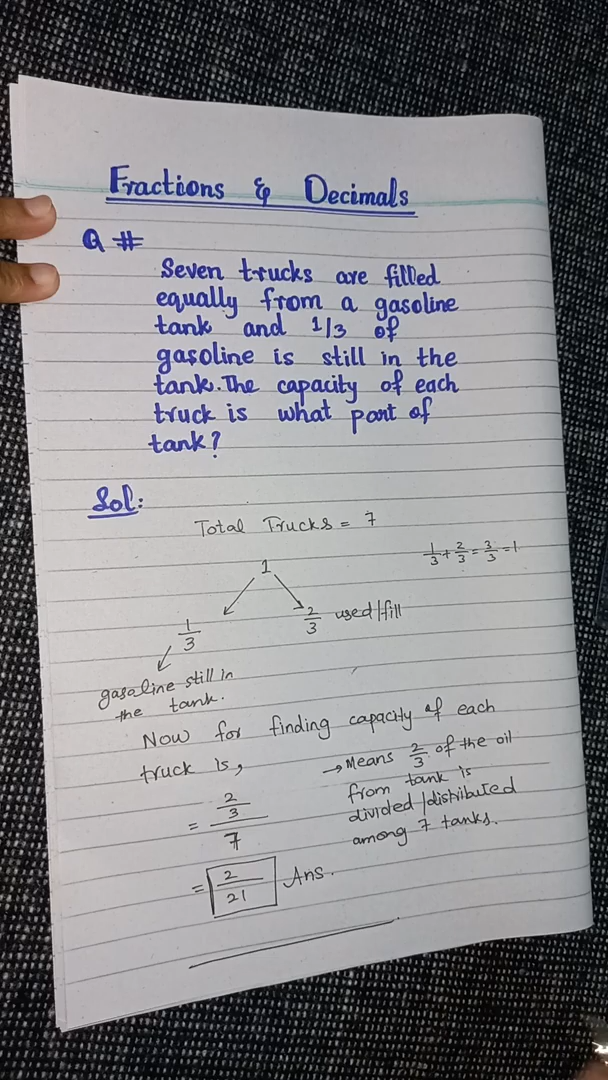 Fractions & Decimals
Q #
Seven trucks are filled
equally from a gasoline
tank and 1/3 of
gasoline is still in the
tank. The capacity of each
truck is what part of
tank?
Sol:
Total Trucks = 7
1/3 + 2/3 = 3/3 = 1
1
1/3
2/3 used/fill
gasoline still in
the tank.
Now for finding capacity of each
truck is,
→ Means 2/3 of the oil
from tank is
divided/distributed
among 7 tanks.
= 2/3
7
= 2/21 Ans.